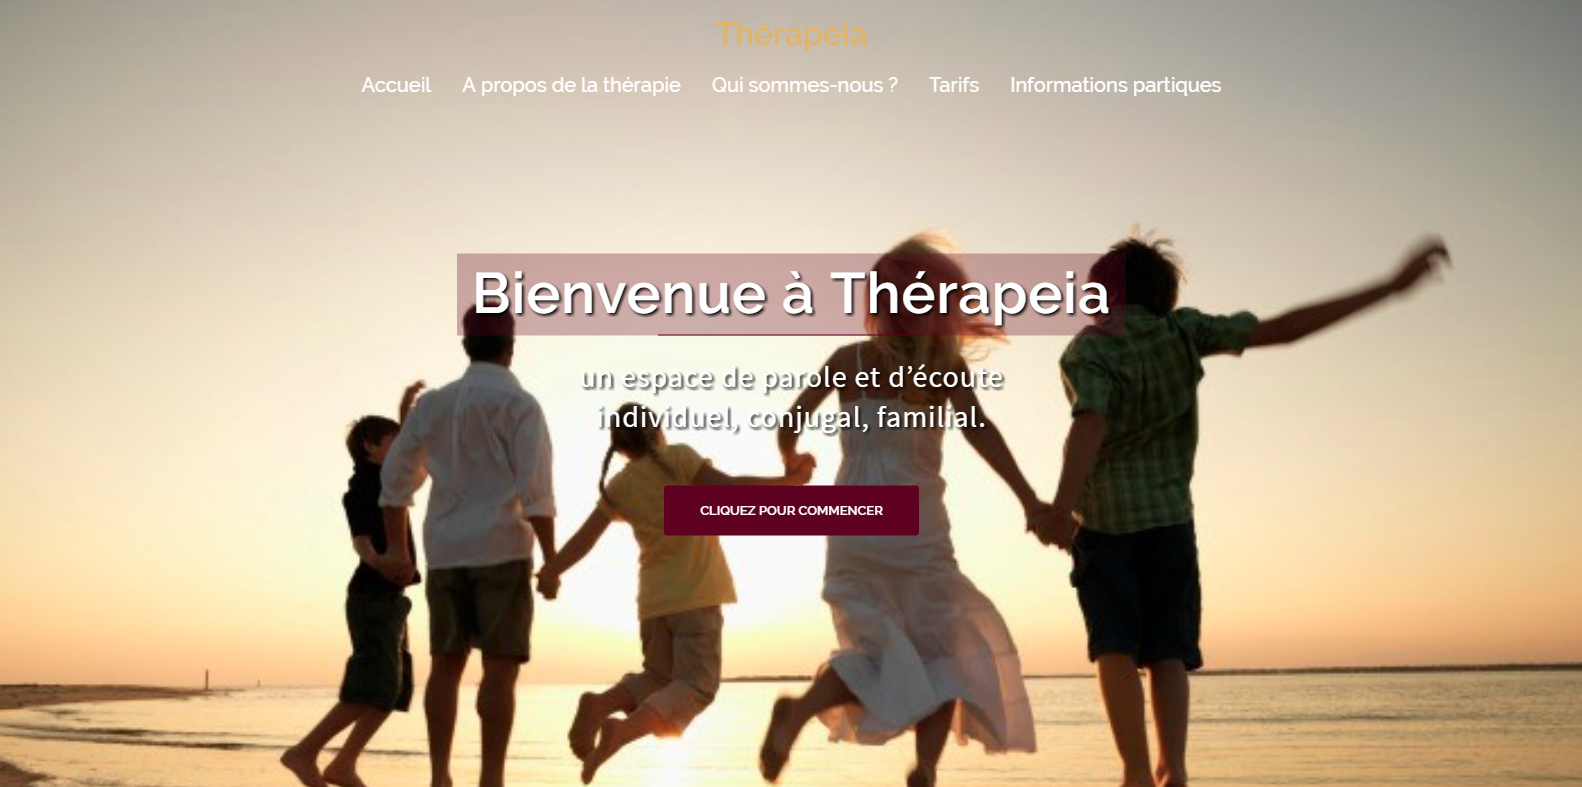 Thérapeia
Accueil A propos de la thérapie Qui sommes-nous ? Tarifs Informations partiques
Bienvenue à Thérapeia
un espace de parole et d’écoute
individuel, conjugal, familial.
CLIQUEZ POUR COMMENCER